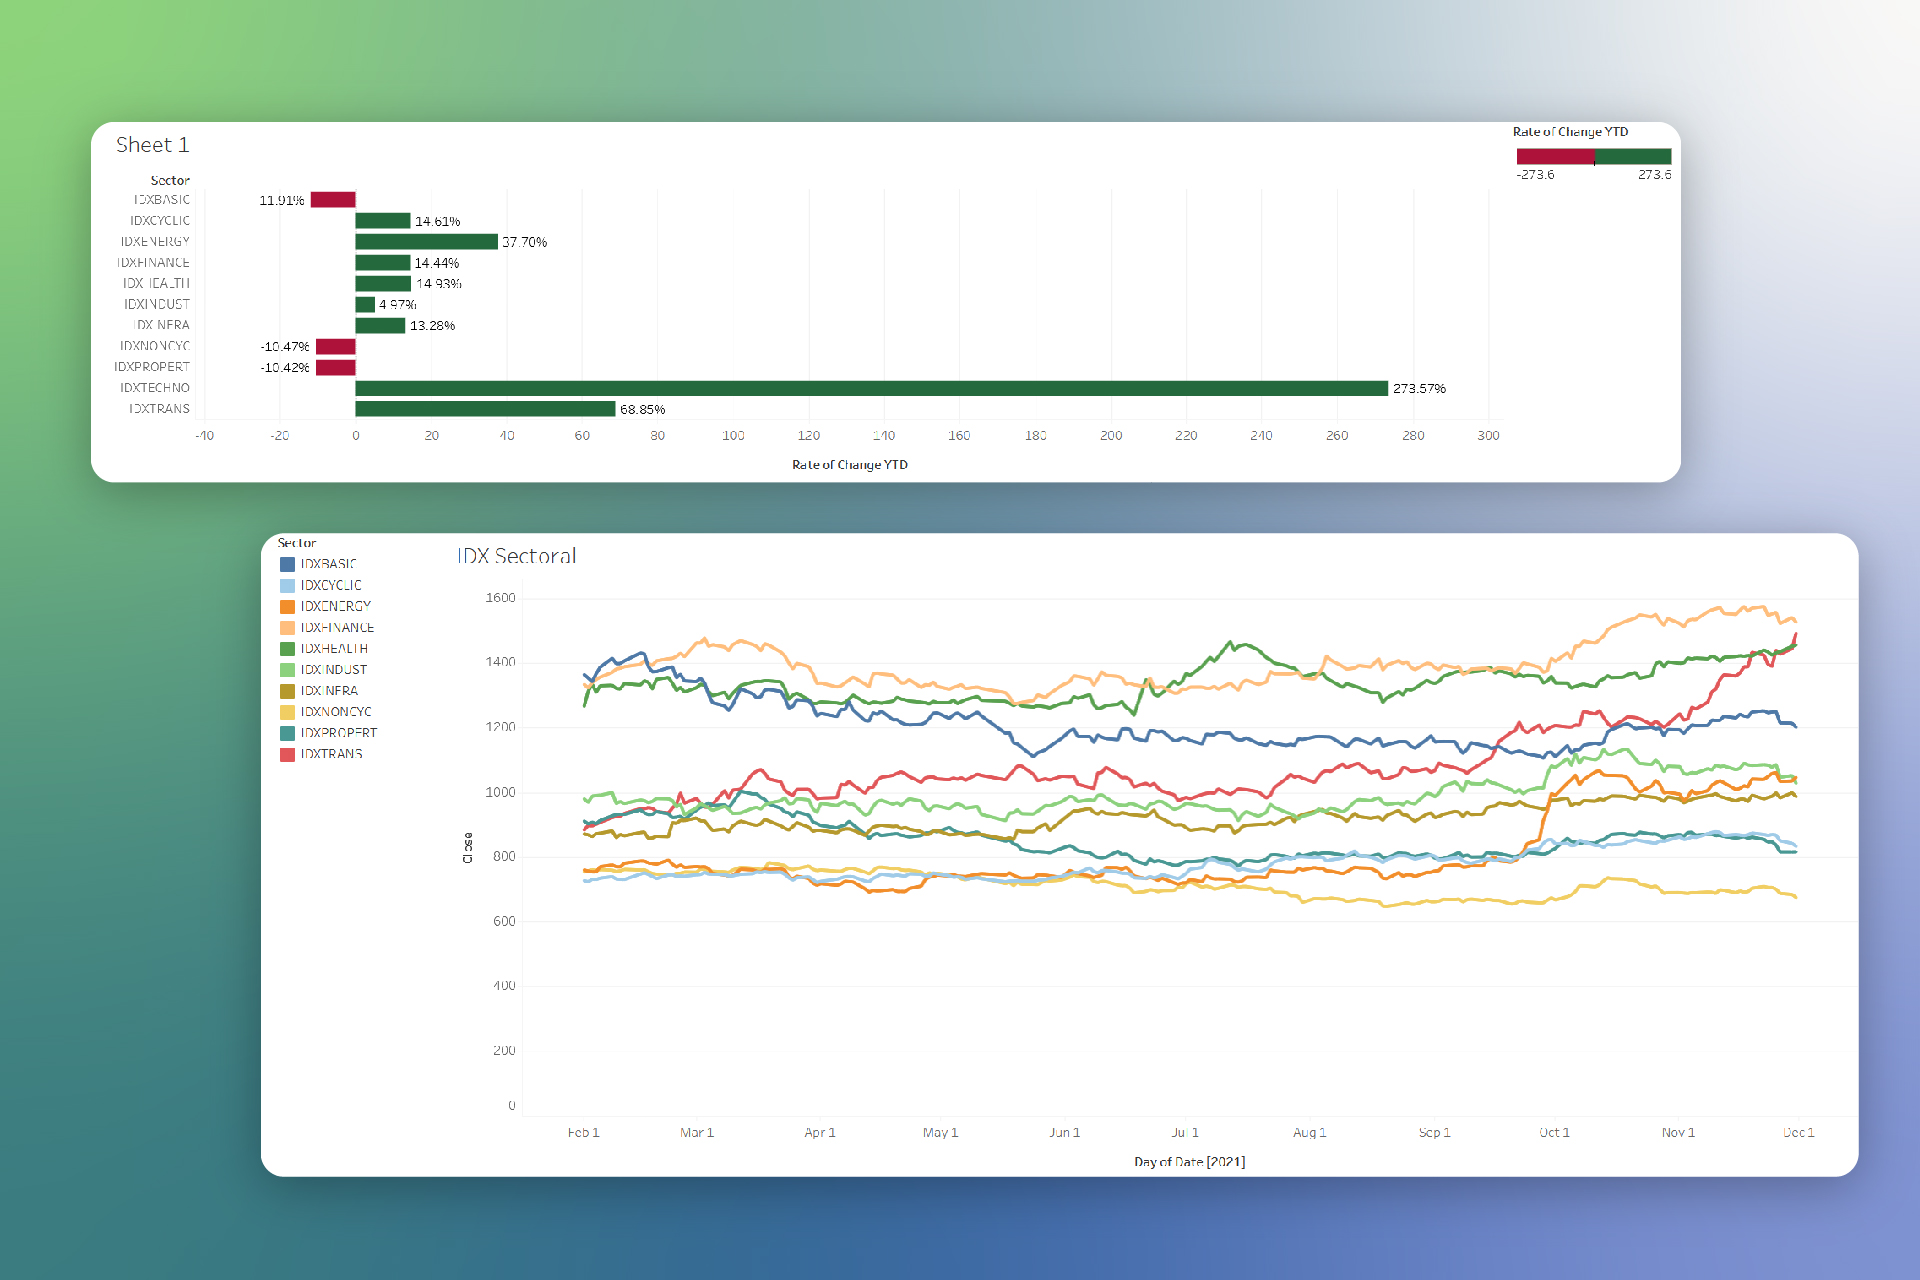 Sheet 1
Rate of Change YTD
-273.6 273.6
Sector
IDXBASIC 11.91%
IDXCYCLIC 14.61%
IDXENERGY 37.70%
IDXFINANCE 14.44%
IDXHEALTH 14.93%
IDXINDUST 4.97%
IDXINFRA 13.28%
IDXNONCYC -10.47%
IDXPROPERT -10.42%
IDXTECHNO 273.57%
IDXTRANS 68.85%
-40 -20 0 20 40 60 80 100 120 140 160 180 200 220 240 260 280 300
Rate of Change YTD
Sector
IDXBASIC
IDXCYCLIC
IDXENERGY
IDXFINANCE
IDXHEALTH
IDXINDUST
IDXINFRA
IDXNONCYC
IDXPROPERT
IDXTRANS
IDX Sectoral
1600
1400
1200
1000
800
600
400
200
0
Close
Feb 1 Mar 1 Apr 1 May 1 Jun 1 Jul 1 Aug 1 Sep 1 Oct 1 Nov 1 Dec 1
Day of Date [2021]